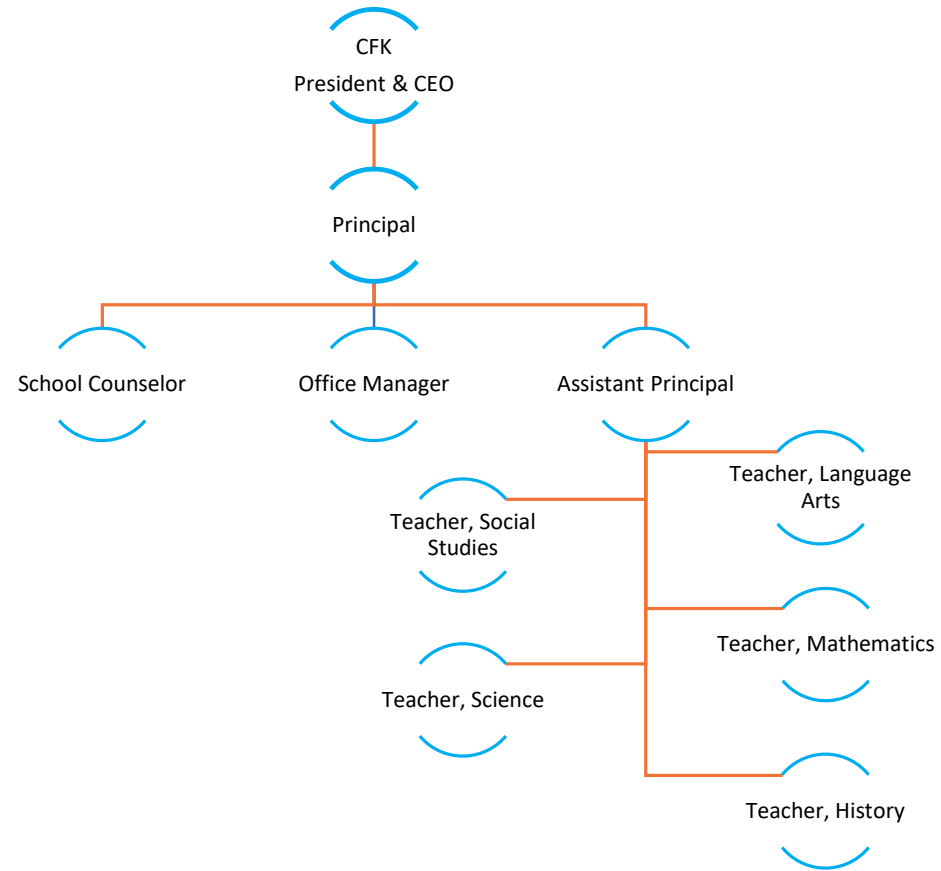 CFK
President & CEO
Principal
School Counselor
Office Manager
Assistant Principal
Teacher, Language
Arts
Teacher, Social
Studies
Teacher, Mathematics
Teacher, Science
Teacher, History